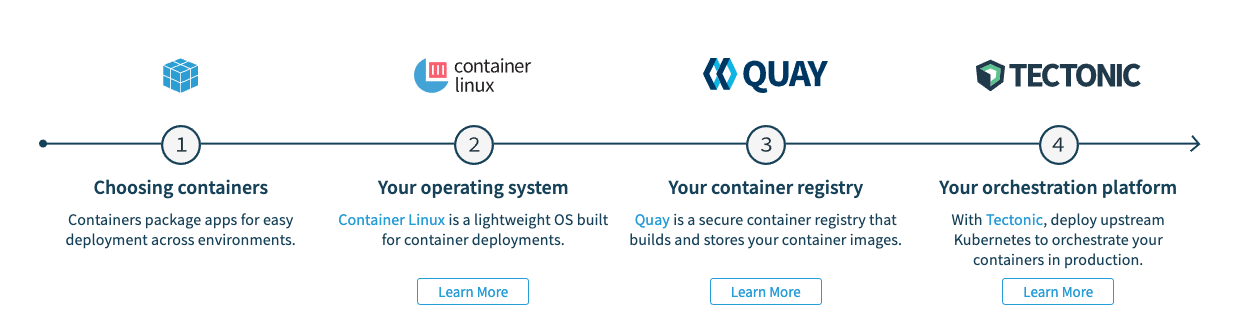 container
linux
QUAY
TECTONIC
1
2
3
4
Choosing containers
Containers package apps for easy
deployment across environments.
Your operating system
Container Linux is a lightweight OS built
for container deployments.
Learn More
Your container registry
Quay is a secure container registry that
builds and stores your container images.
Learn More
Your orchestration platform
With Tectonic, deploy upstream
Kubernetes to orchestrate your
containers in production.
Learn More